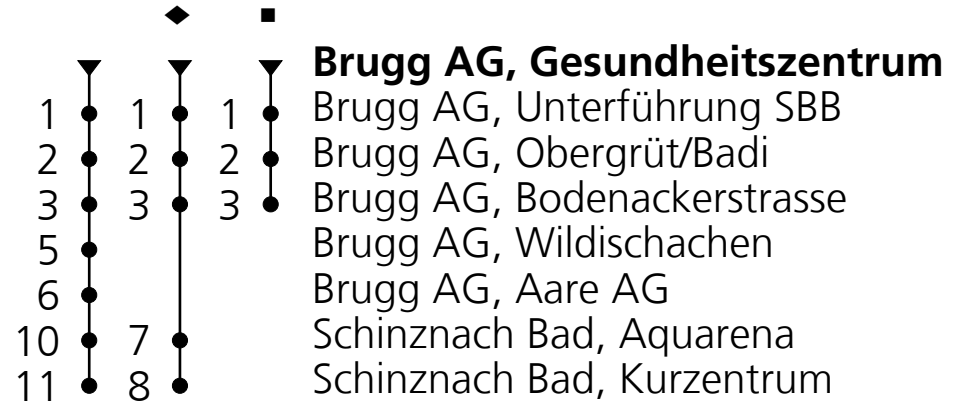 ◆ ■
Brugg AG, Gesundheitszentrum
1 1 1 Brugg AG, Unterführung SBB
2 2 2 Brugg AG, Obergrüt/Badi
3 3 3 Brugg AG, Bodenackerstrasse
5 Brugg AG, Wildischachen
6 Brugg AG, Aare AG
10 7 Schinznach Bad, Aquarena
11 8 Schinznach Bad, Kurzentrum